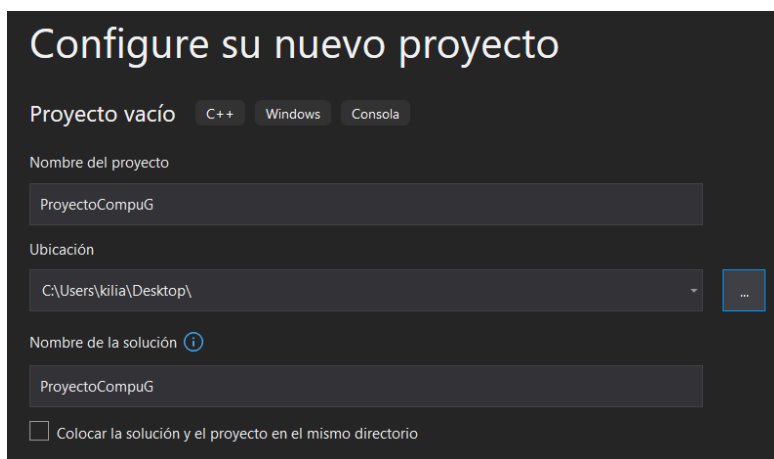 Configure su nuevo proyecto
Proyecto vacío C++ Windows Consola
Nombre del proyecto
ProyectoCompuG
Ubicación
C:\Users\kilia\Desktop\
...
Nombre de la solución
ProyectoCompuG
Colocar la solución y el proyecto en el mismo directorio